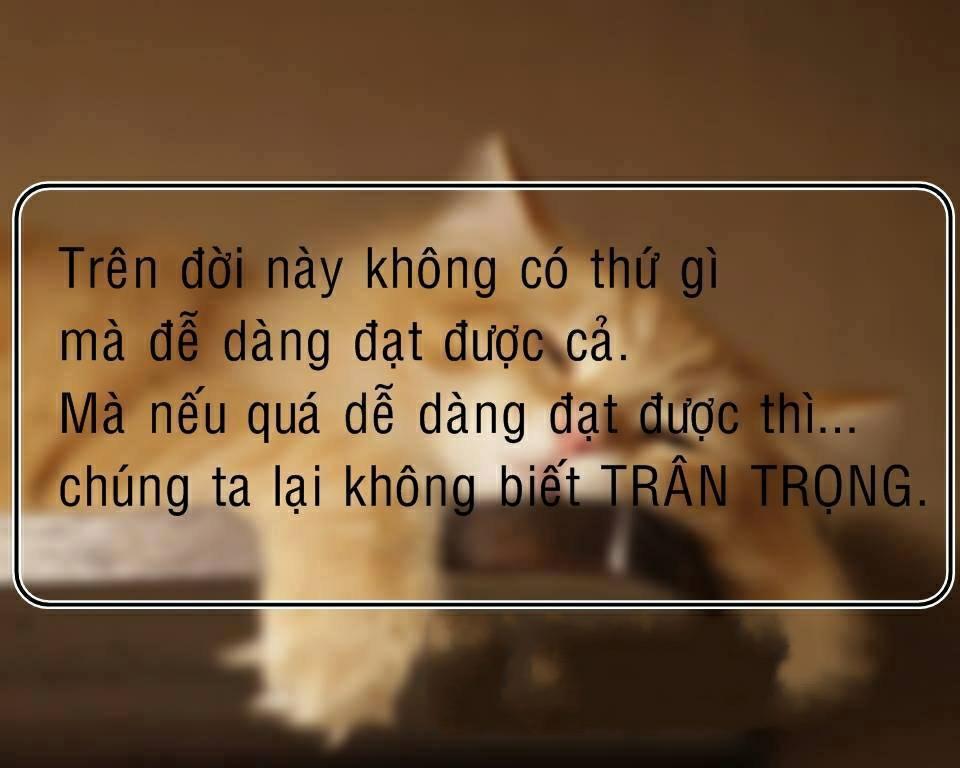 Trên đời này không có thứ gì
mà đễ dàng đạt được cả.
Mà nếu quá dễ dàng đạt được thì...
chúng ta lại không biết TRÂN TRỌNG.